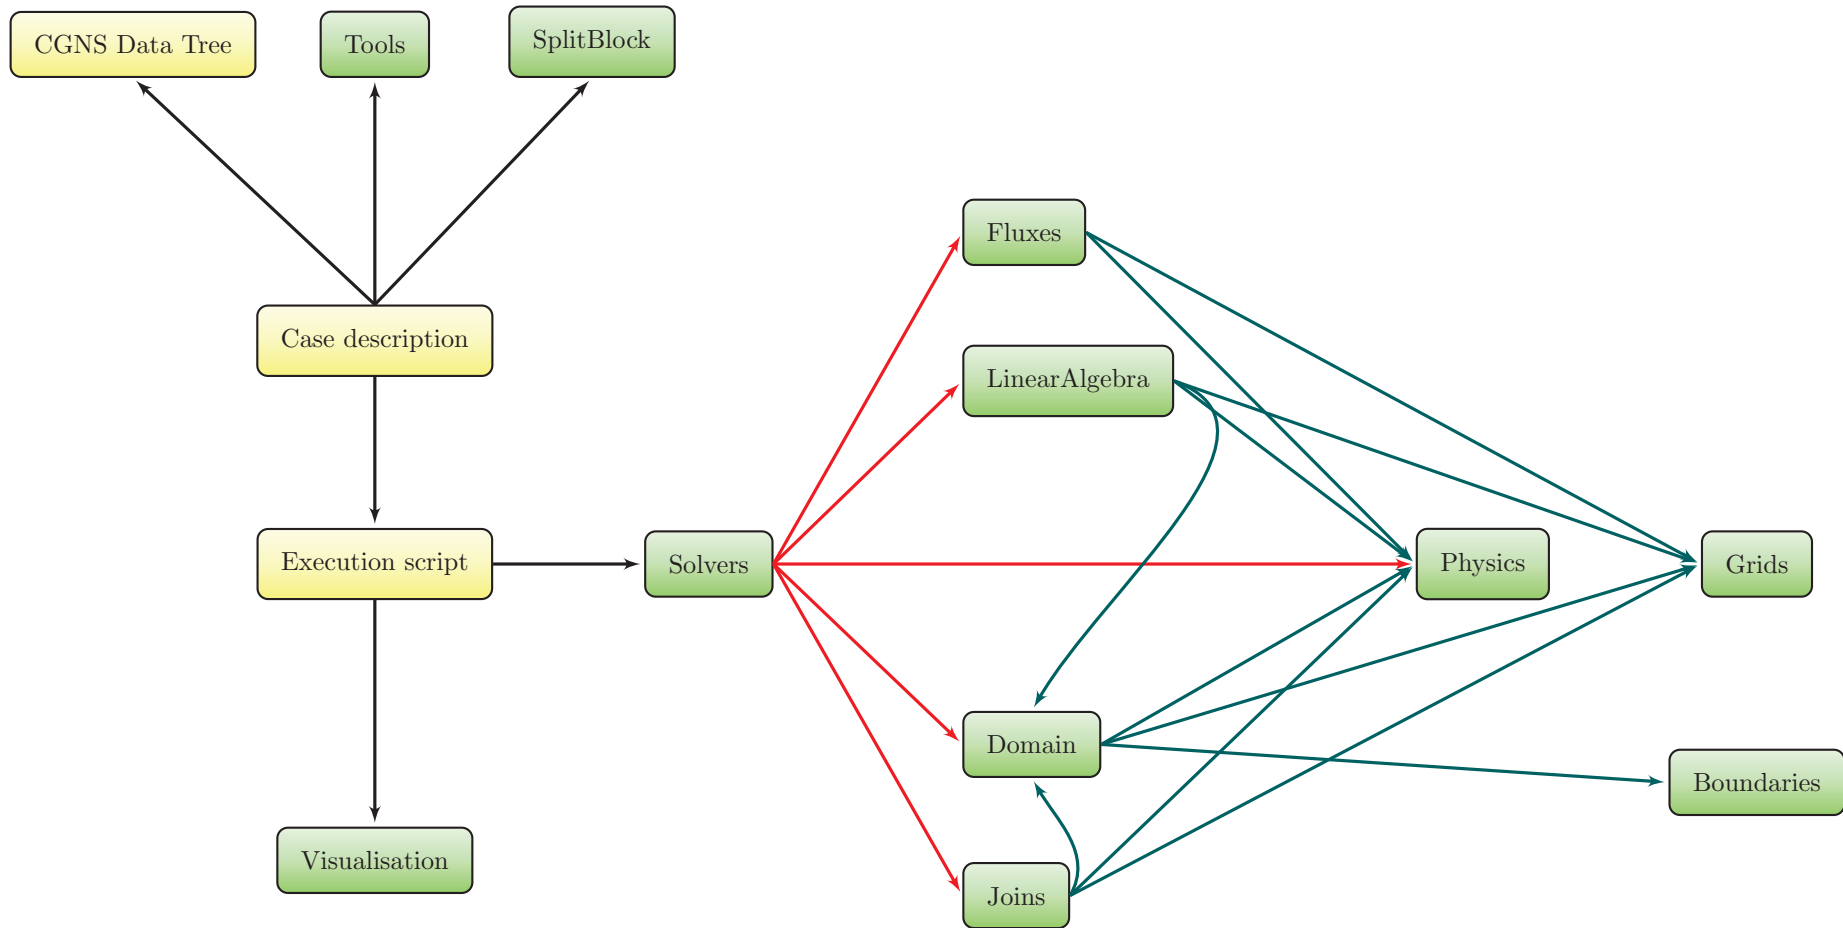 CGNS Data Tree
Tools
SplitBlock
Fluxes
Case description
LinearAlgebra
Execution script
Solvers
Physics
Grids
Domain
Boundaries
Visualisation
Joins